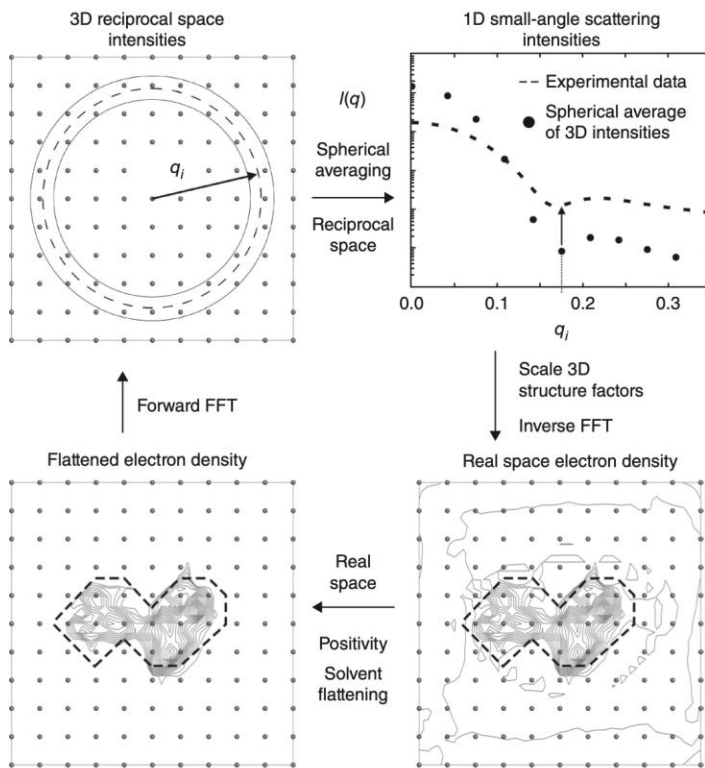 3D reciprocal space
intensities
q_i
Spherical
averaging
Reciprocal
space
1D small-angle scattering
intensities
I(q)
Experimental data
Spherical average
of 3D intensities
0.0
0.1
0.2
0.3
q_i
Scale 3D
structure factors
Inverse FFT
Real space electron density
Real
space
Positivity
Solvent
flattening
Flattened electron density
Forward FFT